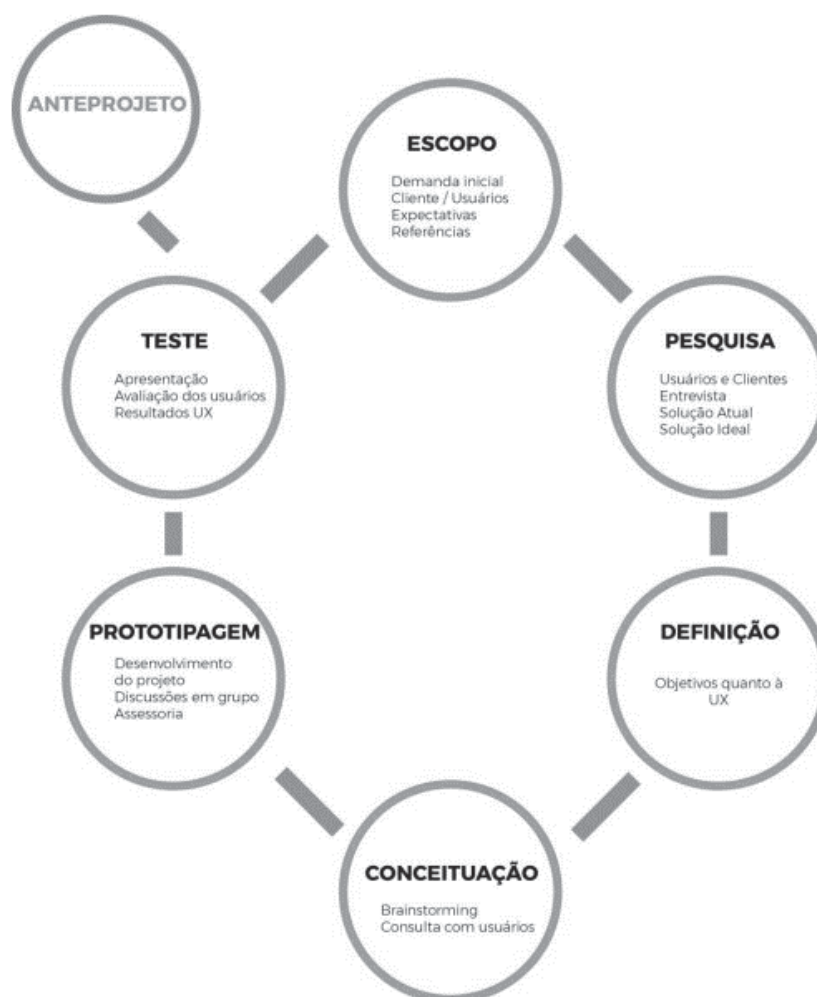 ANTEPROJETO
ESCOPO
Demanda inicial
Cliente / Usuários
Expectativas
Referências
TESTE
Apresentação
Avaliação dos usuários
Resultados UX
PESQUISA
Usuários e Clientes
Entrevista
Solução Atual
Solução Ideal
PROTOTIPAGEM
Desenvolvimento
do projeto
Discussões em grupo
Assessoria
DEFINIÇÃO
Objetivos quanto à
UX
CONCEITUAÇÃO
Brainstorming
Consulta com usuários